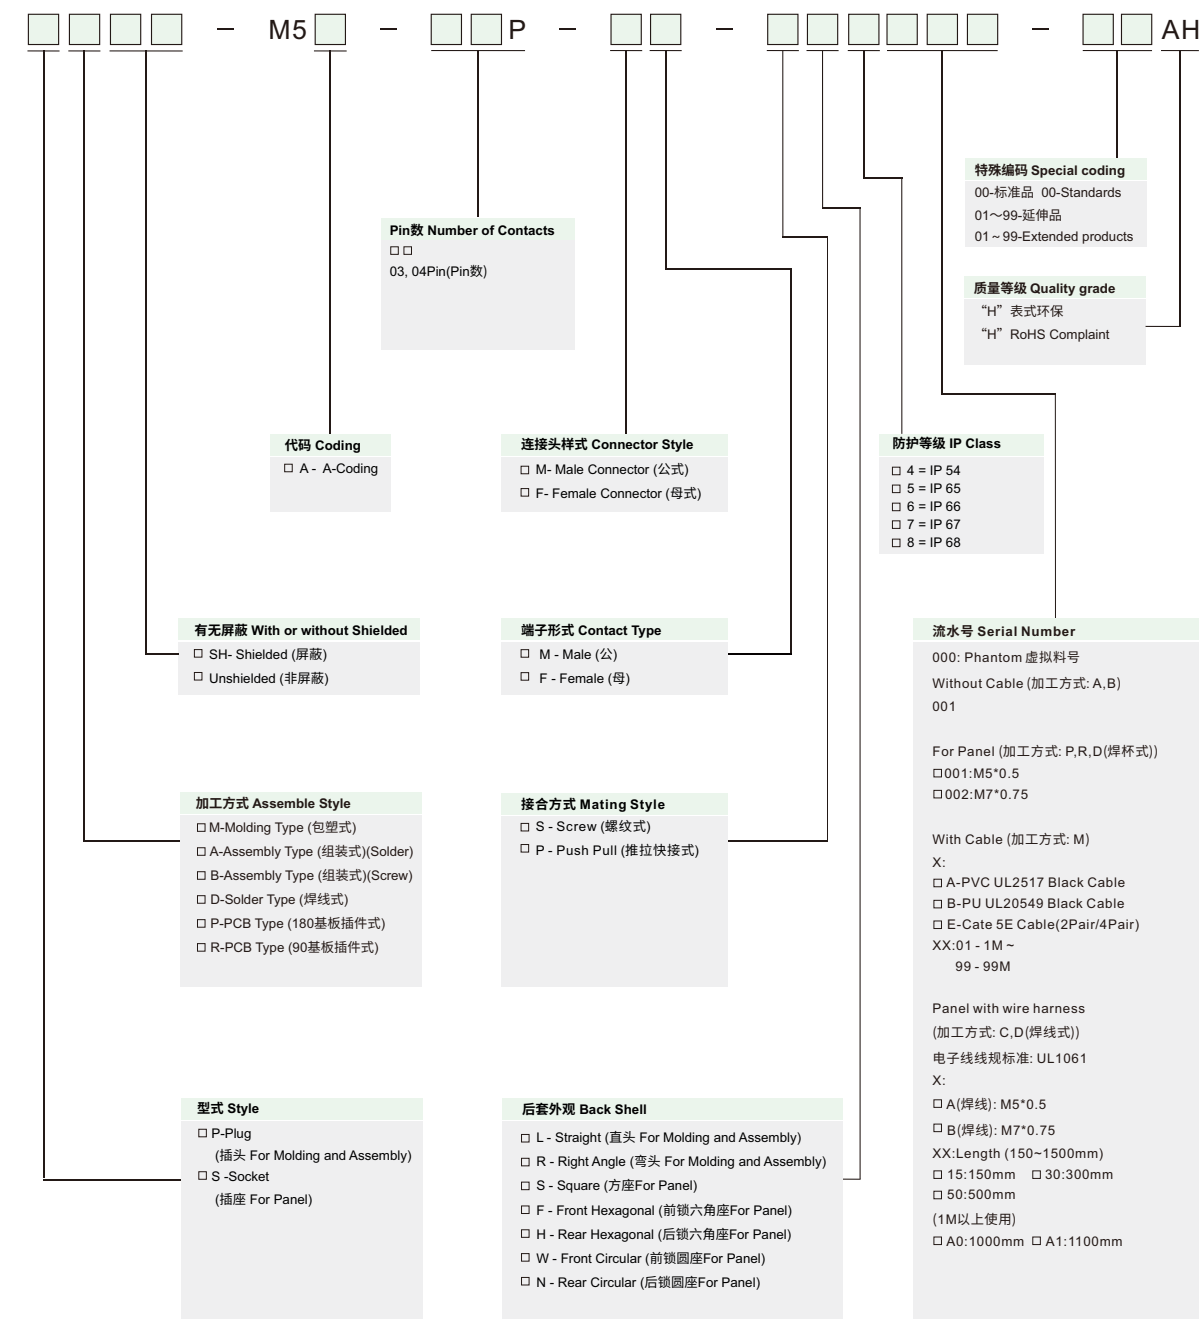 — M5 — P — — — AH
特殊编码 Special coding
00-标准品 00-Standards
01～99-延伸品
01～99-Extended products
质量等级 Quality grade
“H” 表式环保
“H” RoHS Complaint
Pin数 Number of Contacts
□ □
03, 04Pin(Pin数)
代码 Coding
□ A - A-Coding
连接头样式 Connector Style
□ M- Male Connector (公式)
□ F- Female Connector (母式)
防护等级 IP Class
□ 4 = IP 54
□ 5 = IP 65
□ 6 = IP 66
□ 7 = IP 67
□ 8 = IP 68
有无屏蔽 With or without Shielded
□ SH- Shielded (屏蔽)
□ Unshielded (非屏蔽)
端子形式 Contact Type
□ M - Male (公)
□ F - Female (母)
加工方式 Assemble Style
□ M-Molding Type (包塑式)
□ A-Assembly Type (组装式)(Solder)
□ B-Assembly Type (组装式)(Screw)
□ D-Solder Type (焊线式)
□ P-PCB Type (180基板插件式)
□ R-PCB Type (90基板插件式)
接合方式 Mating Style
□ S - Screw (螺纹式)
□ P - Push Pull (推拉快接式)
型式 Style
□ P-Plug
(插头 For Molding and Assembly)
□ S -Socket
(插座 For Panel)
后套外观 Back Shell
□ L - Straight (直头 For Molding and Assembly)
□ R - Right Angle (弯头 For Molding and Assembly)
□ S - Square (方座For Panel)
□ F - Front Hexagonal (前锁六角座For Panel)
□ H - Rear Hexagonal (后锁六角座For Panel)
□ W - Front Circular (前锁圆座For Panel)
□ N - Rear Circular (后锁圆座For Panel)
流水号 Serial Number
000: Phantom 虚拟料号
Without Cable (加工方式: A,B)
001
For Panel (加工方式: P,R,D(焊杯式))
□001:M5*0.5
□002:M7*0.75
With Cable (加工方式: M)
X:
□ A-PVC UL2517 Black Cable
□ B-PU UL20549 Black Cable
□ E-Cate 5E Cable(2Pair/4Pair)
XX:01 - 1M ~
99 - 99M
Panel with wire harness
(加工方式: C,D(焊线式))
电子线线规标准: UL1061
X:
□ A(焊线): M5*0.5
□ B(焊线): M7*0.75
XX:Length (150~1500mm)
□ 15:150mm □ 30:300mm
□ 50:500mm
(1M以上使用)
□ A0:1000mm □ A1:1100mm